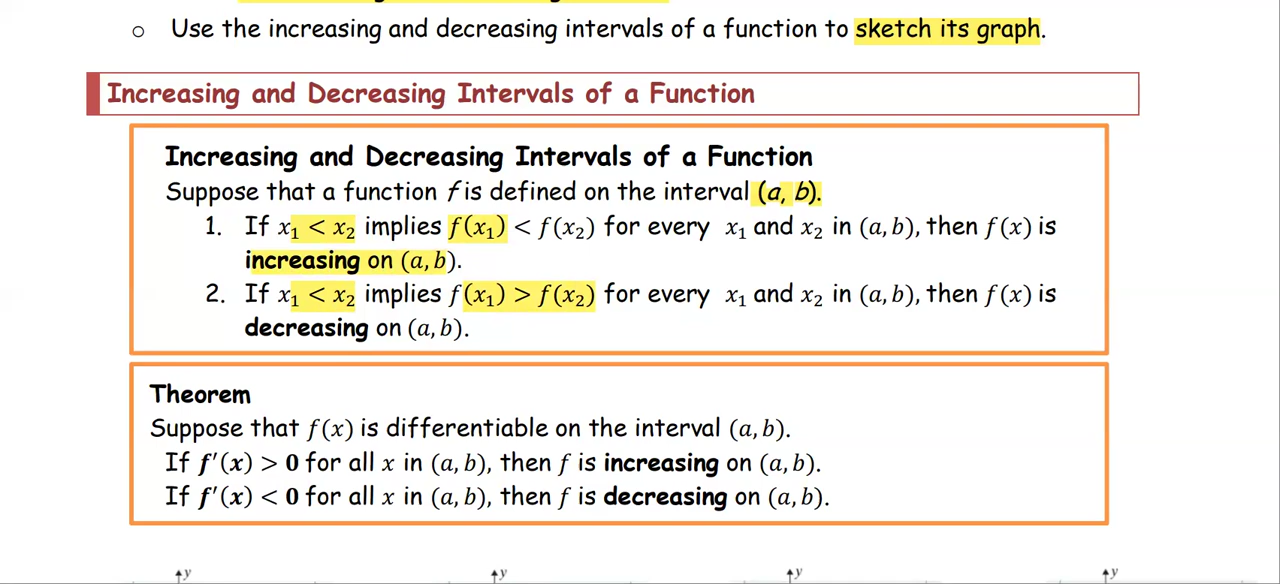 ○ Use the increasing and decreasing intervals of a function to sketch its graph.
Increasing and Decreasing Intervals of a Function
Increasing and Decreasing Intervals of a Function
Suppose that a function f is defined on the interval (a, b).
1. If x₁ < x₂ implies f(x₁) < f(x₂) for every x₁ and x₂ in (a, b), then f(x) is
increasing on (a, b).
2. If x₁ < x₂ implies f(x₁) > f(x₂) for every x₁ and x₂ in (a, b), then f(x) is
decreasing on (a, b).
Theorem
Suppose that f(x) is differentiable on the interval (a, b).
If f′(x) > 0 for all x in (a, b), then f is increasing on (a, b).
If f′(x) < 0 for all x in (a, b), then f is decreasing on (a, b).
y y y y